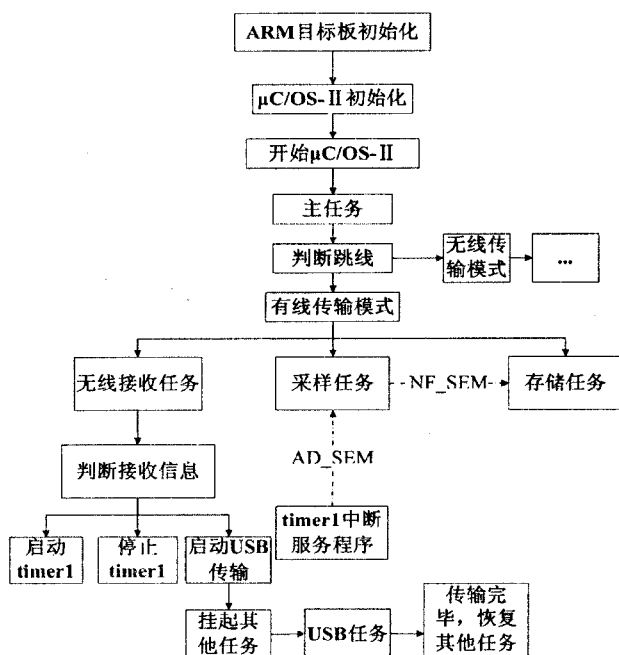 ARM目标板初始化
μC/OS-Ⅱ初始化
开始μC/OS-Ⅱ
主任务
判断跳线
无线传
输模式
...
有线传输模式
无线接收任务
采样任务
NF_SEM
存储任务
判断接收信息
AD_SEM
启动
timer1
停止
timer1
启动USB
传输
timer1中断
服务程序
挂起其
他任务
USB任务
传输完
毕，恢复
其他任务